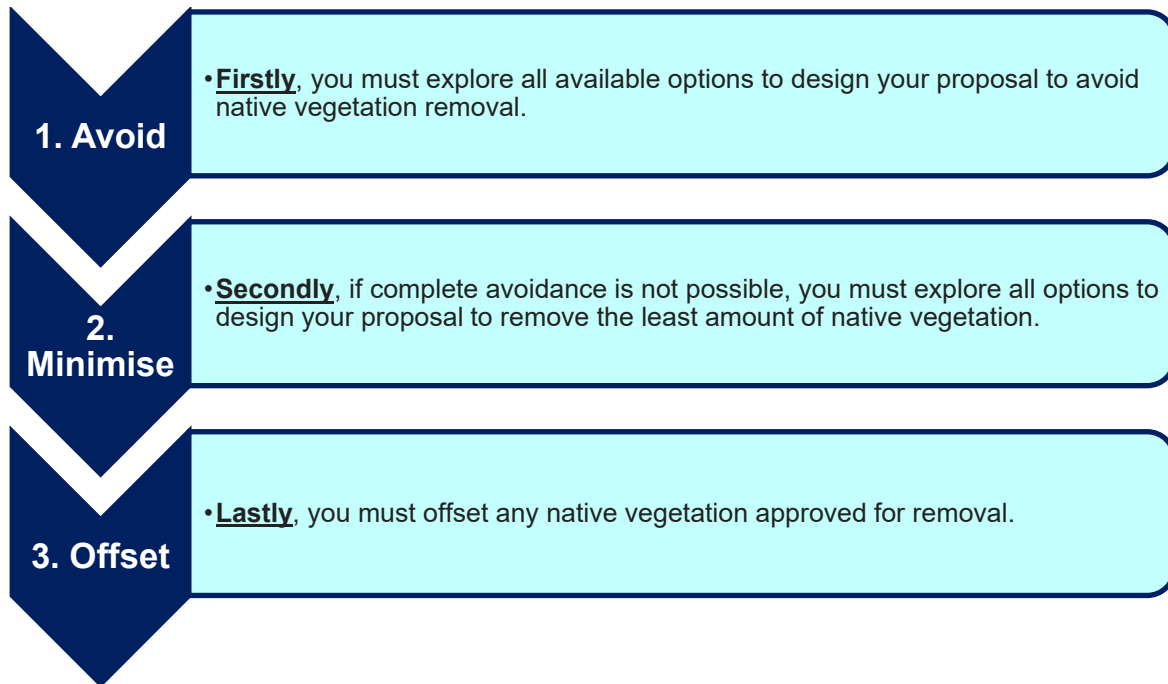 1. Avoid
•Firstly, you must explore all available options to design your proposal to avoid
native vegetation removal.
2.
Minimise
•Secondly, if complete avoidance is not possible, you must explore all options to
design your proposal to remove the least amount of native vegetation.
3. Offset
•Lastly, you must offset any native vegetation approved for removal.